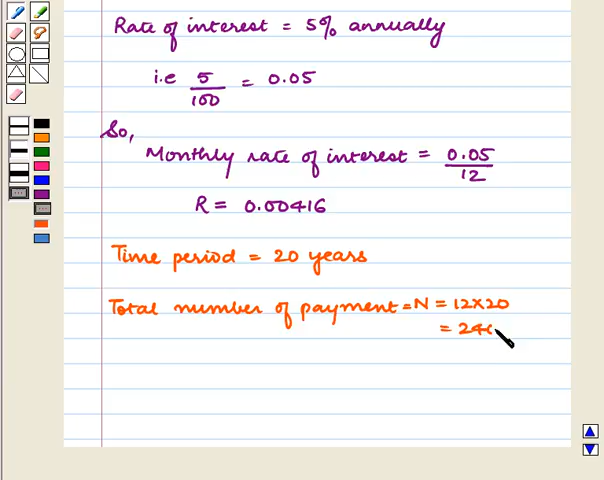 Rate of interest = 5% annually
i.e 5/100 = 0.05
So,
Monthly rate of interest = 0.05/12
R = 0.00416
Time period = 20 years
Total number of payment = N = 12×20
= 24